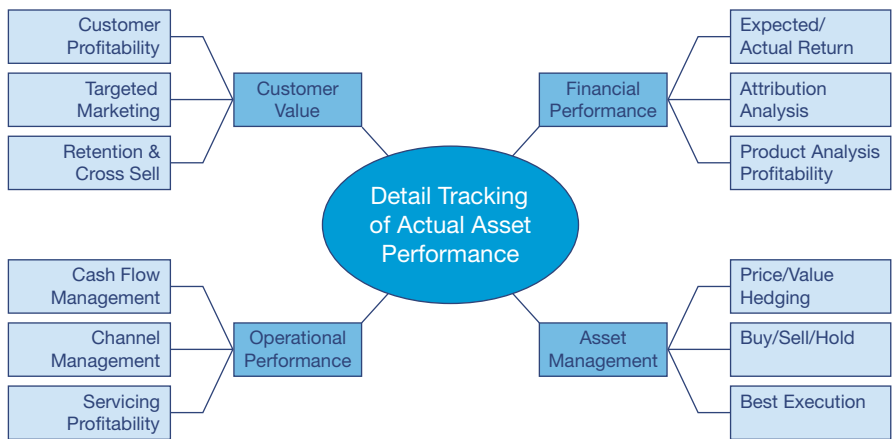 Customer
Profitability
Targeted
Marketing
Retention &
Cross Sell
Customer
Value
Financial
Performance
Expected/
Actual Return
Attribution
Analysis
Product Analysis
Profitability
Detail Tracking
of Actual Asset
Performance
Cash Flow
Management
Channel
Management
Servicing
Profitability
Operational
Performance
Asset
Management
Price/Value
Hedging
Buy/Sell/Hold
Best Execution